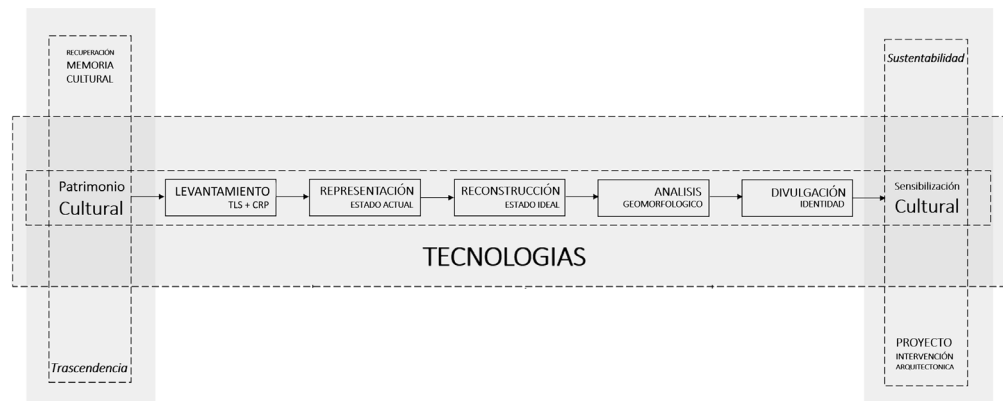 RECUPERACIÓN
MEMORIA
CULTURAL
Sustentabilidad
Patrimonio
Cultural
LEVANTAMIENTO
TLS + CRP
REPRESENTACIÓN
ESTADO ACTUAL
RECONSTRUCCIÓN
ESTADO IDEAL
ANALISIS
GEOMORFOLOGICO
DIVULGACIÓN
IDENTIDAD
Sensibilización
Cultural
TECNOLOGIAS
Trascendencia
PROYECTO
INTERVENCIÓN
ARQUITECTONICA